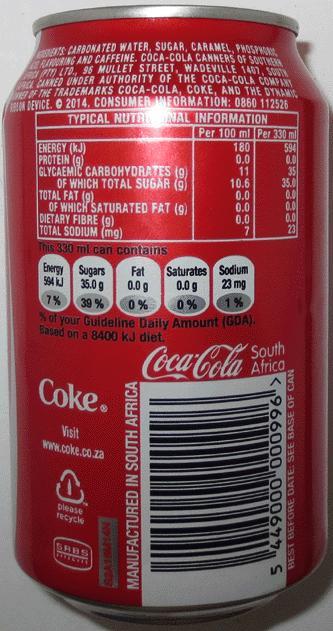 INGREDIENTS: CARBONATED WATER, SUGAR, CARAMEL, PHOSPHORIC
ACID, FLAVOURING AND CAFFEINE. COCA-COLA CANNERS OF SOUTHERN
AFRICA (PTY) LTD., 96 MULLET STREET, WADEVILLE 1407, SOUTH
AFRICA. CANNED UNDER AUTHORITY OF THE COCA-COLA COMPANY
OWNER OF THE TRADEMARKS COCA-COLA, COKE, AND THE DYNAMIC
RIBBON DEVICE. © 2014. CONSUMER INFORMATION: 0860 112526
TYPICAL NUTRITIONAL INFORMATION
Per 100 ml Per 330 ml
ENERGY (kJ) 180 594
PROTEIN (g) 0.0 0.0
GLYCAEMIC CARBOHYDRATES (g) 11 35
OF WHICH TOTAL SUGAR (g) 10.6 35.0
TOTAL FAT (g) 0.0 0.0
OF WHICH SATURATED FAT (g) 0.0 0.0
DIETARY FIBRE (g) 0.0 0.0
TOTAL SODIUM (mg) 7 23
This 330 ml can contains
Energy Sugars Fat Saturates Sodium
594 kJ 35.0 g 0.0 g 0.0 g 23 mg
7 % 39 % 0 % 0 % 1 %
% of your Guideline Daily Amount (GDA).
Based on a 8400 kJ diet.
Coca-Cola South
Africa
Coke®
Visit
www.coke.co.za
please
recycle
SABS
MANUFACTURED IN SOUTH AFRICA
5 449000 000996 >
BEST BEFORE DATE: SEE BASE OF CAN